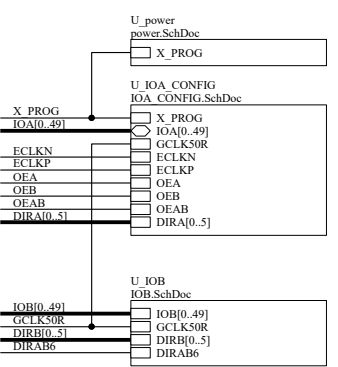 U_power
power.SchDoc
X_PROG
U_IOA_CONFIG
IOA_CONFIG.SchDoc
X_PROG X_PROG
IOA[0..49] IOA[0..49]
GCLK50R
ECLKN ECLKN
ECLKP ECLKP
OEA OEA
OEB OEB
OEAB OEAB
DIRA[0..5] DIRA[0..5]
U_IOB
IOB.SchDoc
IOB[0..49] IOB[0..49]
GCLK50R GCLK50R
DIRB[0..5] DIRB[0..5]
DIRAB6 DIRAB6